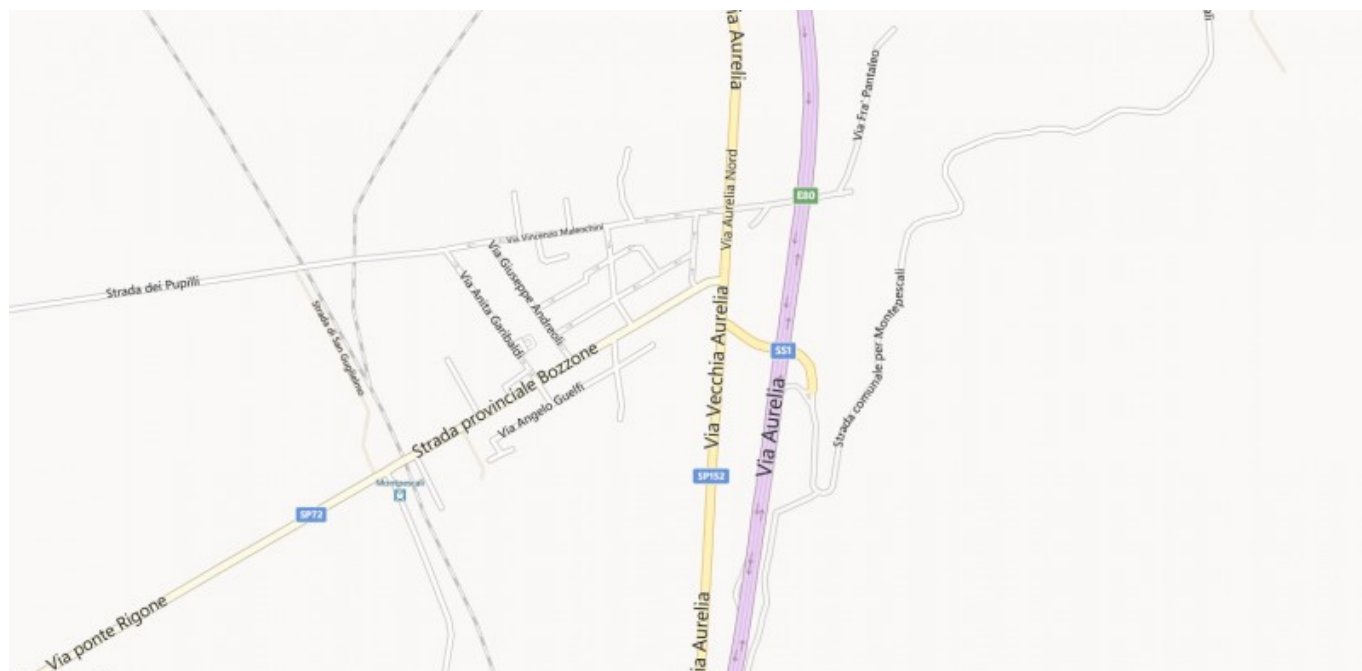 Via Aurelia
Via Fra' Pantaleo
Via Aurelia Nord
E80
Via Vincenzo Maleschini
Strada dei Pupilli
Via Giuseppe Andreoli
Via Anita Garibaldi
Strada di San Guglielmo
Strada comunale per Montepescali
Via Vecchia Aurelia
SS1
Strada provinciale Bozzone
Via Angelo Guelfi
Via Aurelia
SP152
Montpescali
SP72
Via ponte Rigone
Via Aurelia